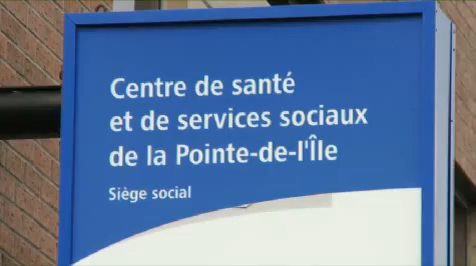 Centre de santé
et de services sociaux
de la Pointe-de-l'Île
Siège social